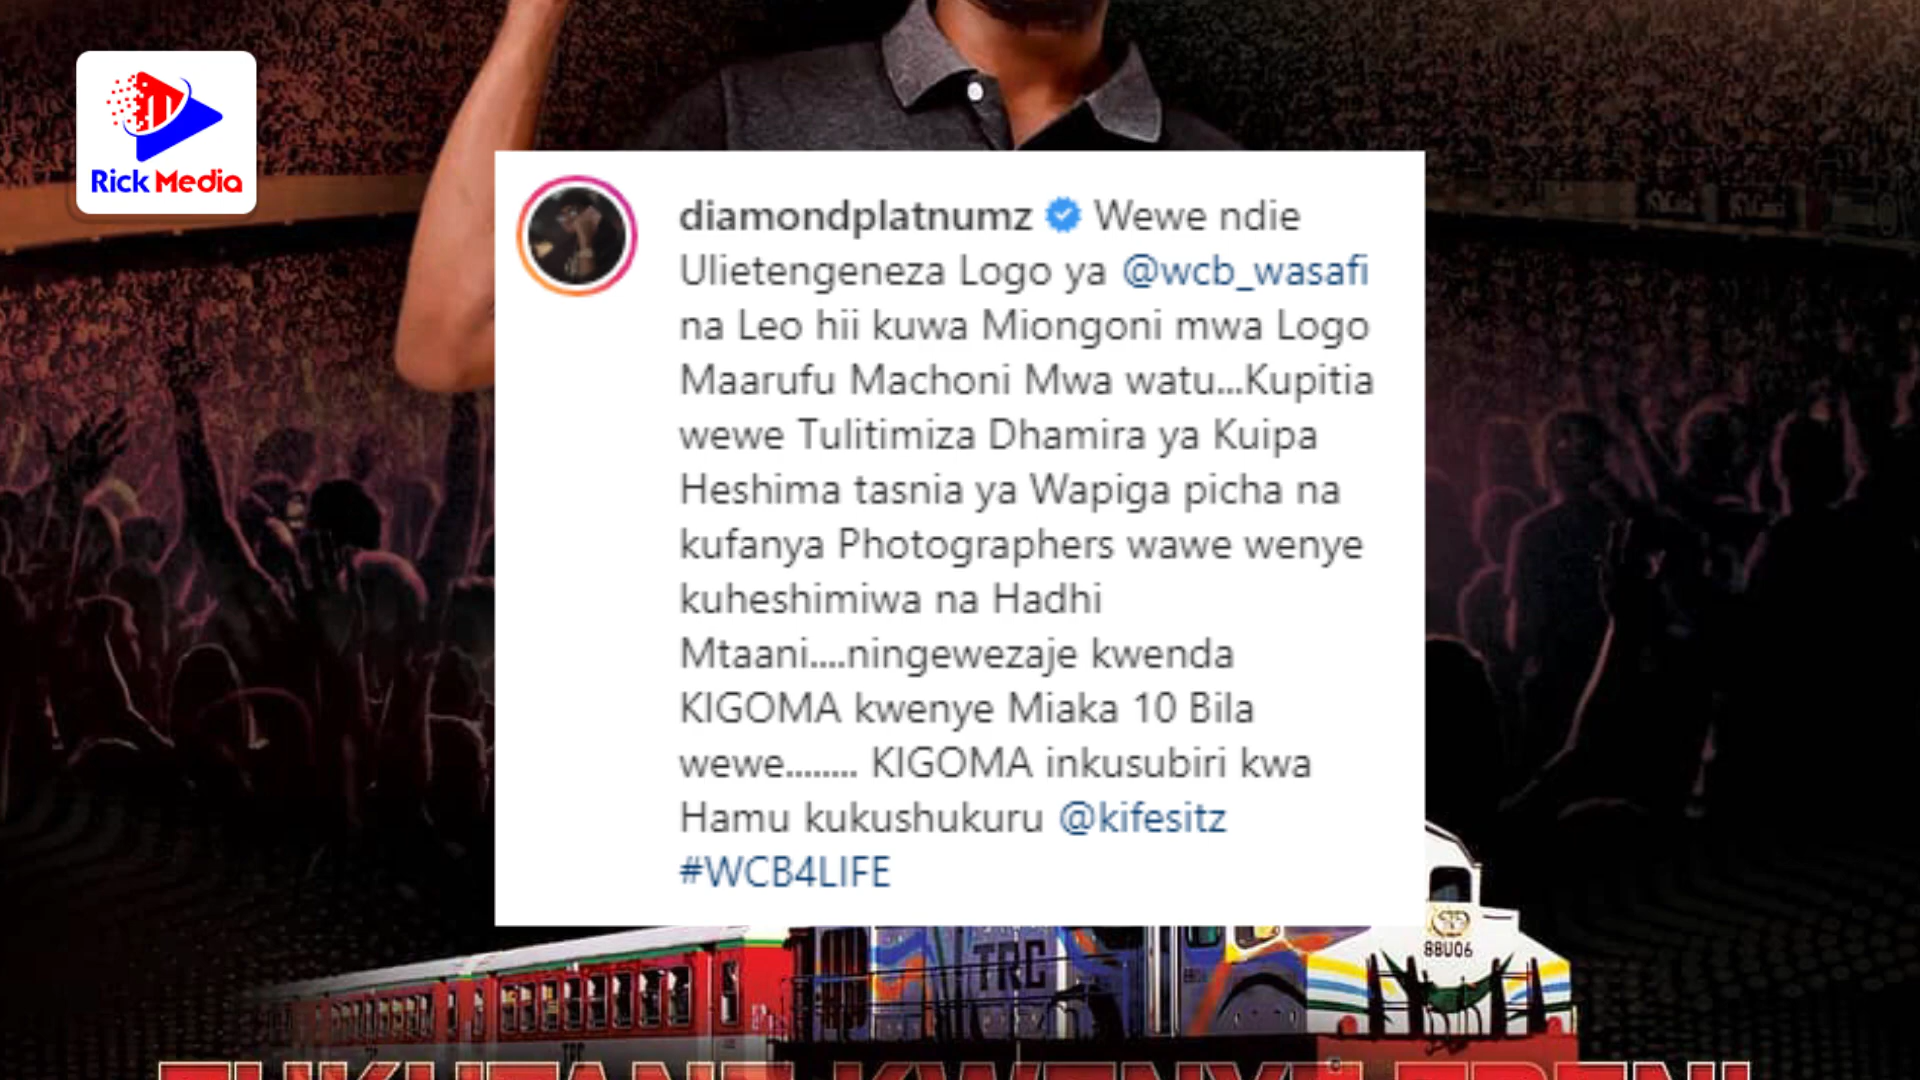 Rick Media
diamondplatnumz Wewe ndie
Ulietengeneza Logo ya @wcb_wasafi
na Leo hii kuwa Miongoni mwa Logo
Maarufu Machoni Mwa watu...Kupitia
wewe Tulitimiza Dhamira ya Kuipa
Heshima tasnia ya Wapiga picha na
kufanya Photographers wawe wenye
kuheshimiwa na Hadhi
Mtaani....ningewezaje kwenda
KIGOMA kwenye Miaka 10 Bila
wewe........ KIGOMA inkusubiri kwa
Hamu kukushukuru @kifesitz
#WCB4LIFE
88U06
TRC